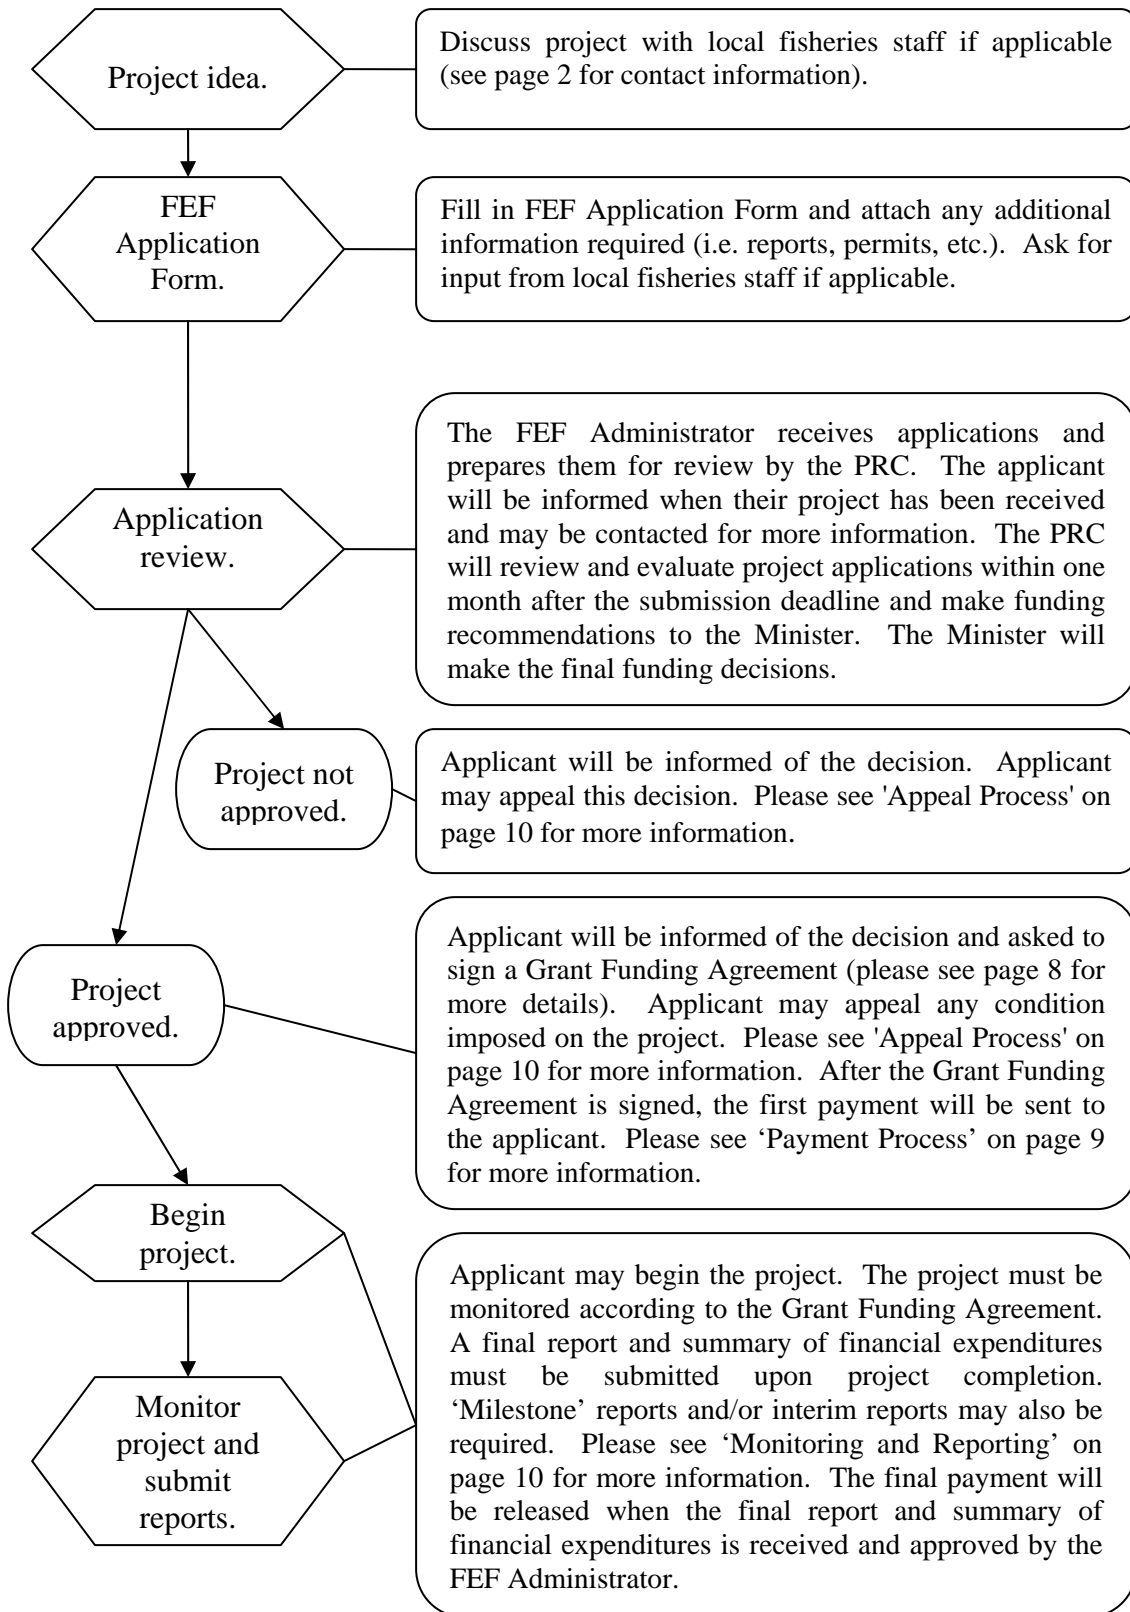 Project idea.
Discuss project with local fisheries staff if applicable
(see page 2 for contact information).
FEF
Application
Form.
Fill in FEF Application Form and attach any additional
information required (i.e. reports, permits, etc.). Ask for
input from local fisheries staff if applicable.
Application
review.
The FEF Administrator receives applications and
prepares them for review by the PRC. The applicant
will be informed when their project has been received
and may be contacted for more information. The PRC
will review and evaluate project applications within one
month after the submission deadline and make funding
recommendations to the Minister. The Minister will
make the final funding decisions.
Project not
approved.
Applicant will be informed of the decision. Applicant
may appeal this decision. Please see 'Appeal Process' on
page 10 for more information.
Project
approved.
Applicant will be informed of the decision and asked to
sign a Grant Funding Agreement (please see page 8 for
more details). Applicant may appeal any condition
imposed on the project. Please see 'Appeal Process' on
page 10 for more information. After the Grant Funding
Agreement is signed, the first payment will be sent to
the applicant. Please see ‘Payment Process’ on page 9
for more information.
Begin
project.
Monitor
project and
submit
reports.
Applicant may begin the project. The project must be
monitored according to the Grant Funding Agreement.
A final report and summary of financial expenditures
must be submitted upon project completion.
‘Milestone’ reports and/or interim reports may also be
required. Please see ‘Monitoring and Reporting’ on
page 10 for more information. The final payment will
be released when the final report and summary of
financial expenditures is received and approved by the
FEF Administrator.